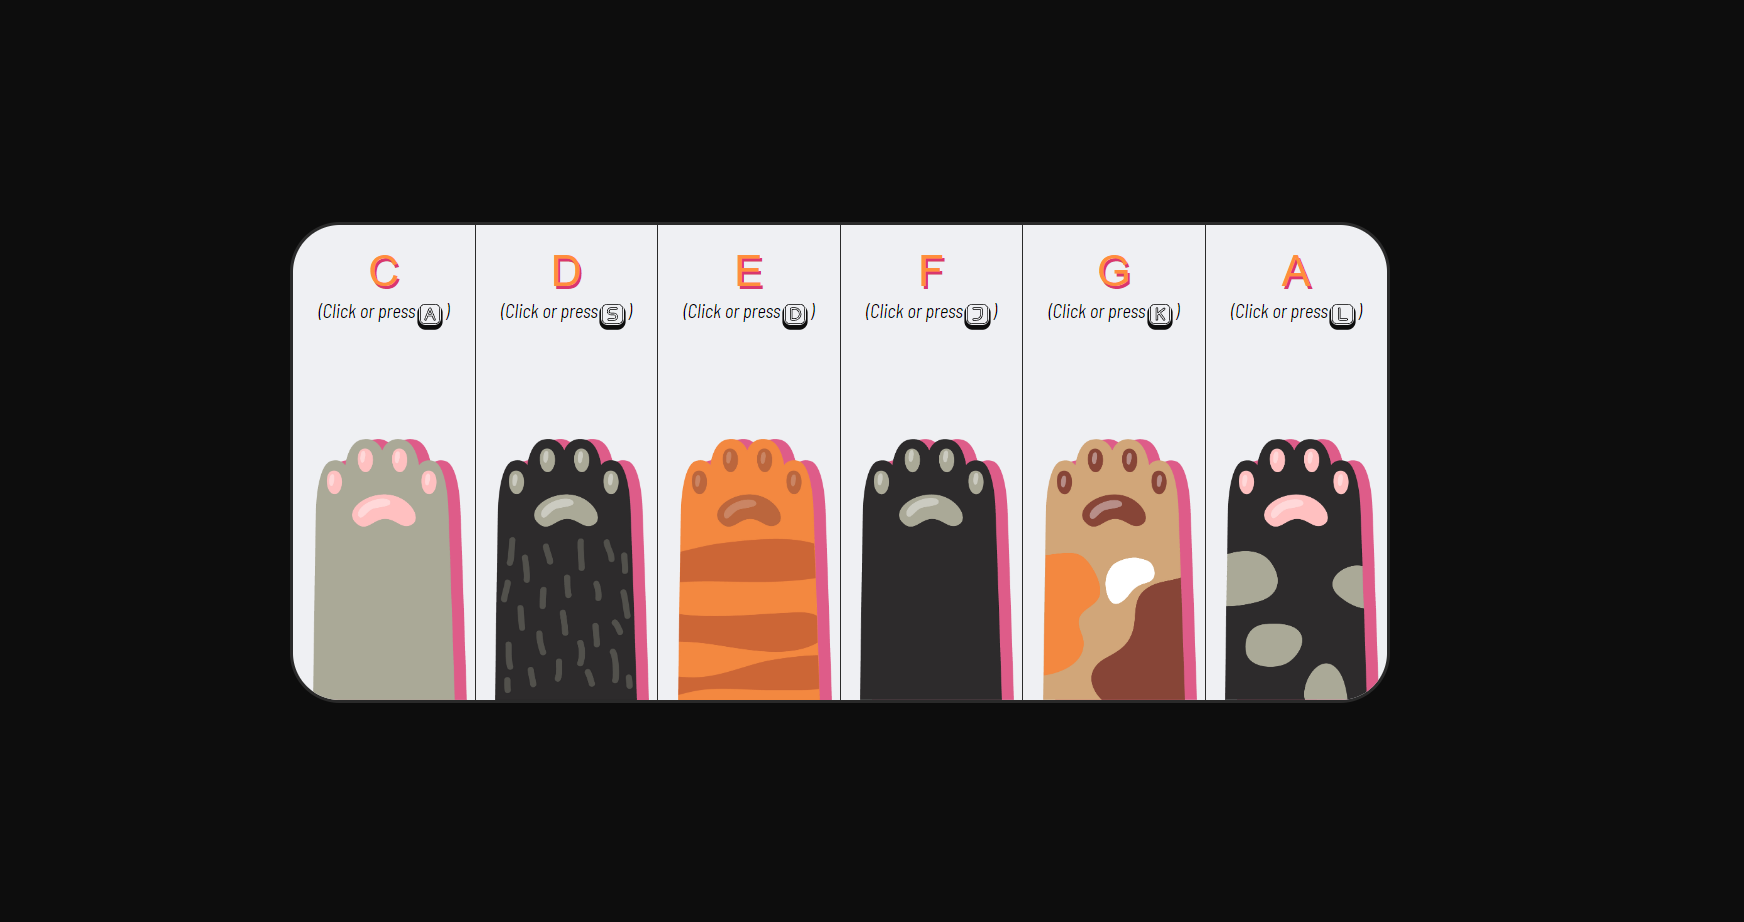 C
(Click or press A )
D
(Click or press S )
E
(Click or press D )
F
(Click or press J )
G
(Click or press K )
A
(Click or press L )